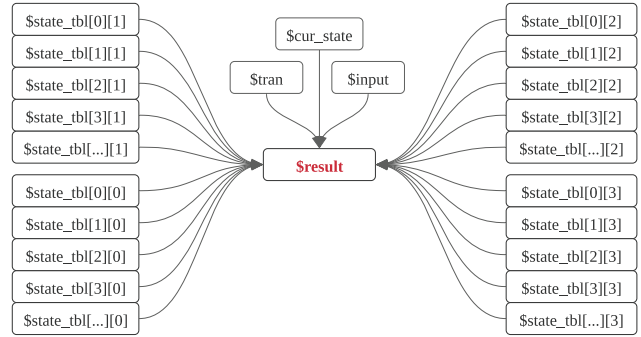 $state_tbl[0][1]
$state_tbl[1][1]
$state_tbl[2][1]
$state_tbl[3][1]
$state_tbl[...][1]
$state_tbl[0][0]
$state_tbl[1][0]
$state_tbl[2][0]
$state_tbl[3][0]
$state_tbl[...][0]
$cur_state
$tran
$input
$result
$state_tbl[0][2]
$state_tbl[1][2]
$state_tbl[2][2]
$state_tbl[3][2]
$state_tbl[...][2]
$state_tbl[0][3]
$state_tbl[1][3]
$state_tbl[2][3]
$state_tbl[3][3]
$state_tbl[...][3]